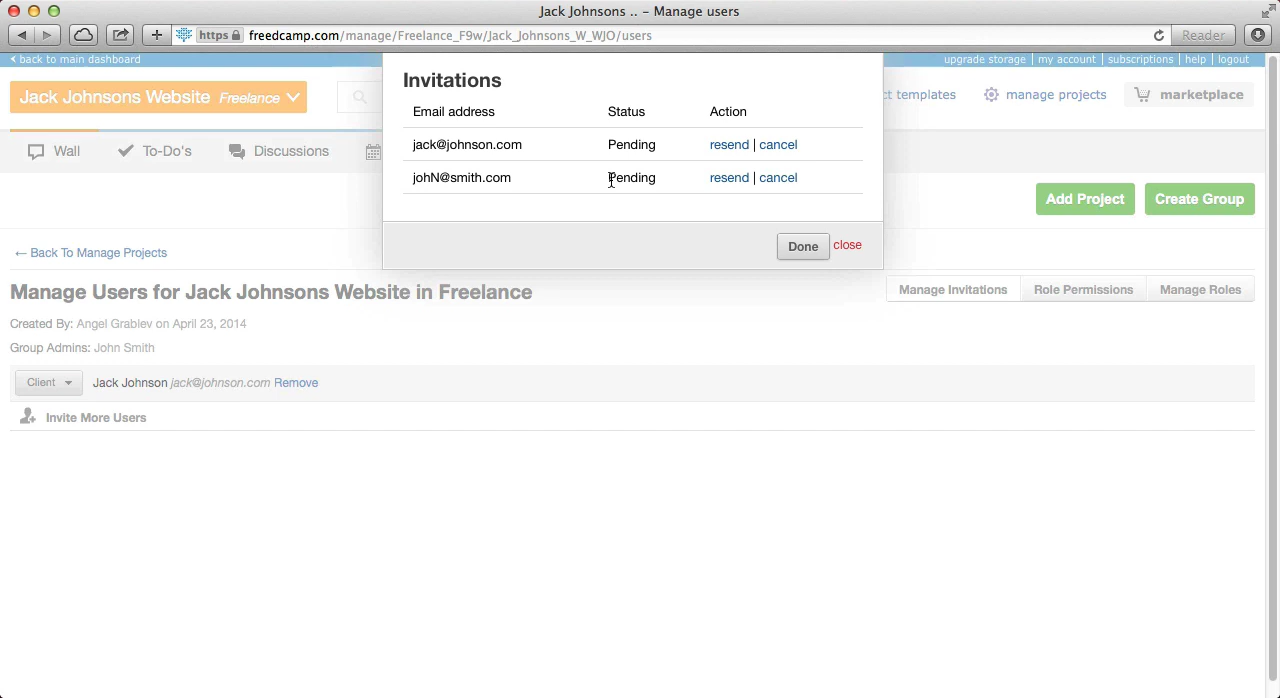 Jack Johnsons .. – Manage users
https freedcamp.com/manage/Freelance_F9w/Jack_Johnsons_W_WJO/users
Reader
back to main dashboard
upgrade storage | my account | subscriptions | help | logout
Jack Johnsons Website Freelance
ct templates
manage projects
marketplace
Wall
To-Do's
Discussions
Invitations
Email address Status Action
jack@johnson.com Pending resend | cancel
johN@smith.com Pending resend | cancel
Done close
Add Project
Create Group
← Back To Manage Projects
Manage Users for Jack Johnsons Website in Freelance
Manage Invitations
Role Permissions
Manage Roles
Created By: Angel Grablev on April 23, 2014
Group Admins: John Smith
Client
Jack Johnson jack@johnson.com Remove
Invite More Users